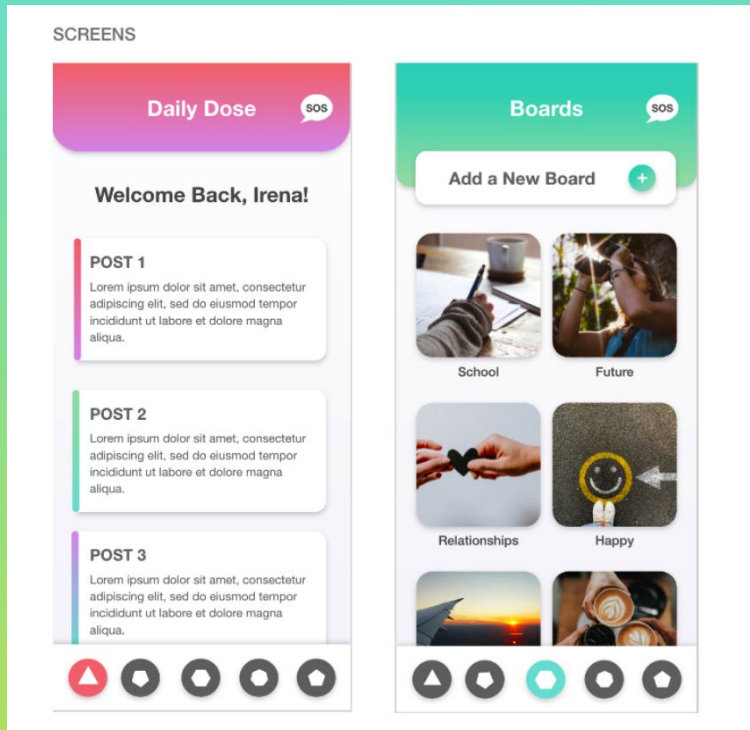 SCREENS
Daily Dose
SOS
Welcome Back, Irena!
POST 1
Lorem ipsum dolor sit amet, consectetur
adipiscing elit, sed do eiusmod tempor
incididunt ut labore et dolore magna
aliqua.
POST 2
Lorem ipsum dolor sit amet, consectetur
adipiscing elit, sed do eiusmod tempor
incididunt ut labore et dolore magna
aliqua.
POST 3
Lorem ipsum dolor sit amet, consectetur
adipiscing elit, sed do eiusmod tempor
incididunt ut labore et dolore magna
aliqua.
Boards
SOS
Add a New Board
+
School
Future
Relationships
Happy